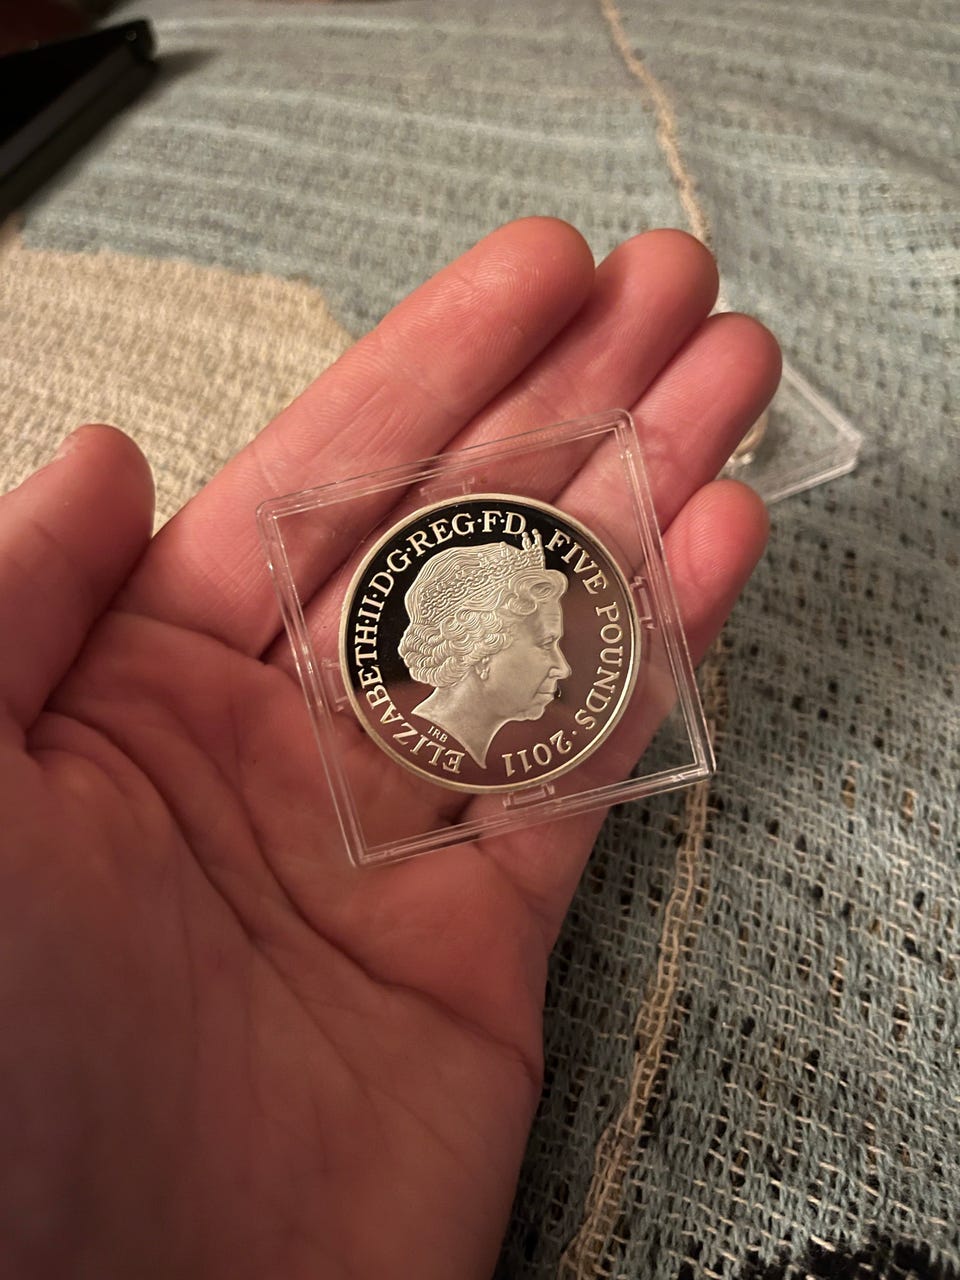 ELIZABETH·II·D·G·REG·F·D
FIVE POUNDS·2011
IRB